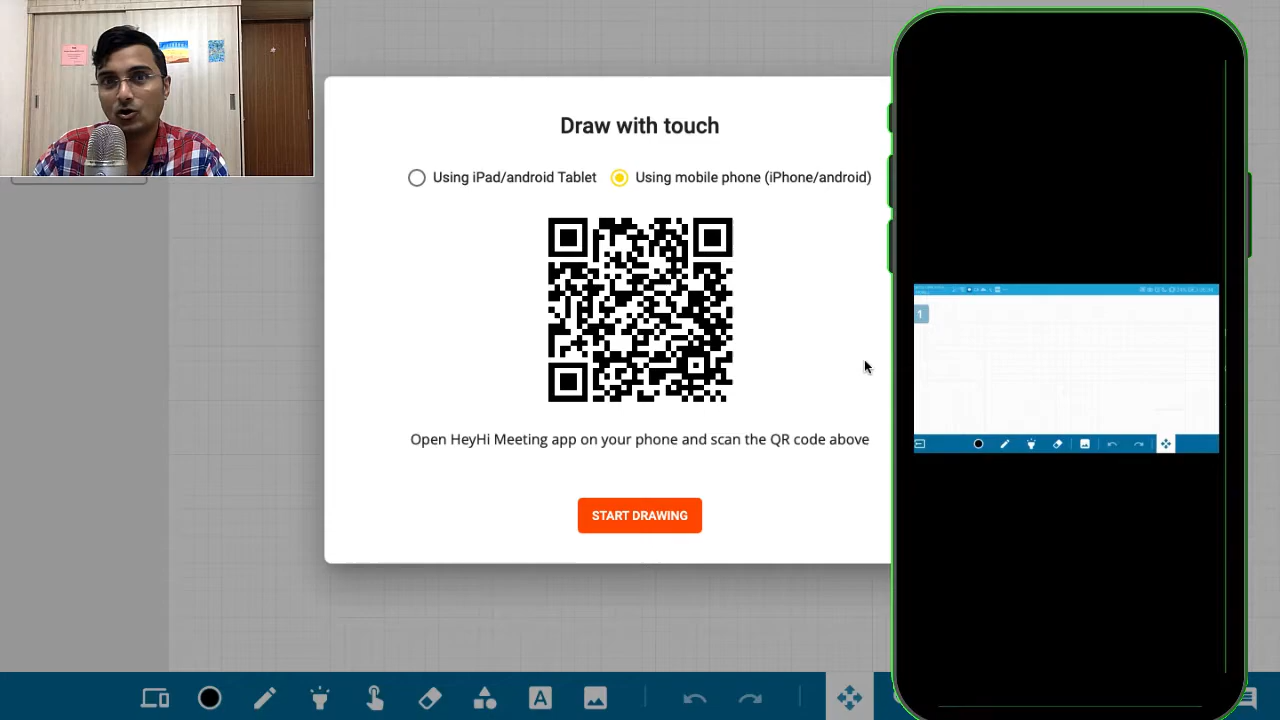 Draw with touch
Using iPad/android Tablet
Using mobile phone (iPhone/android)
Open HeyHi Meeting app on your phone and scan the QR code above
START DRAWING
1
A